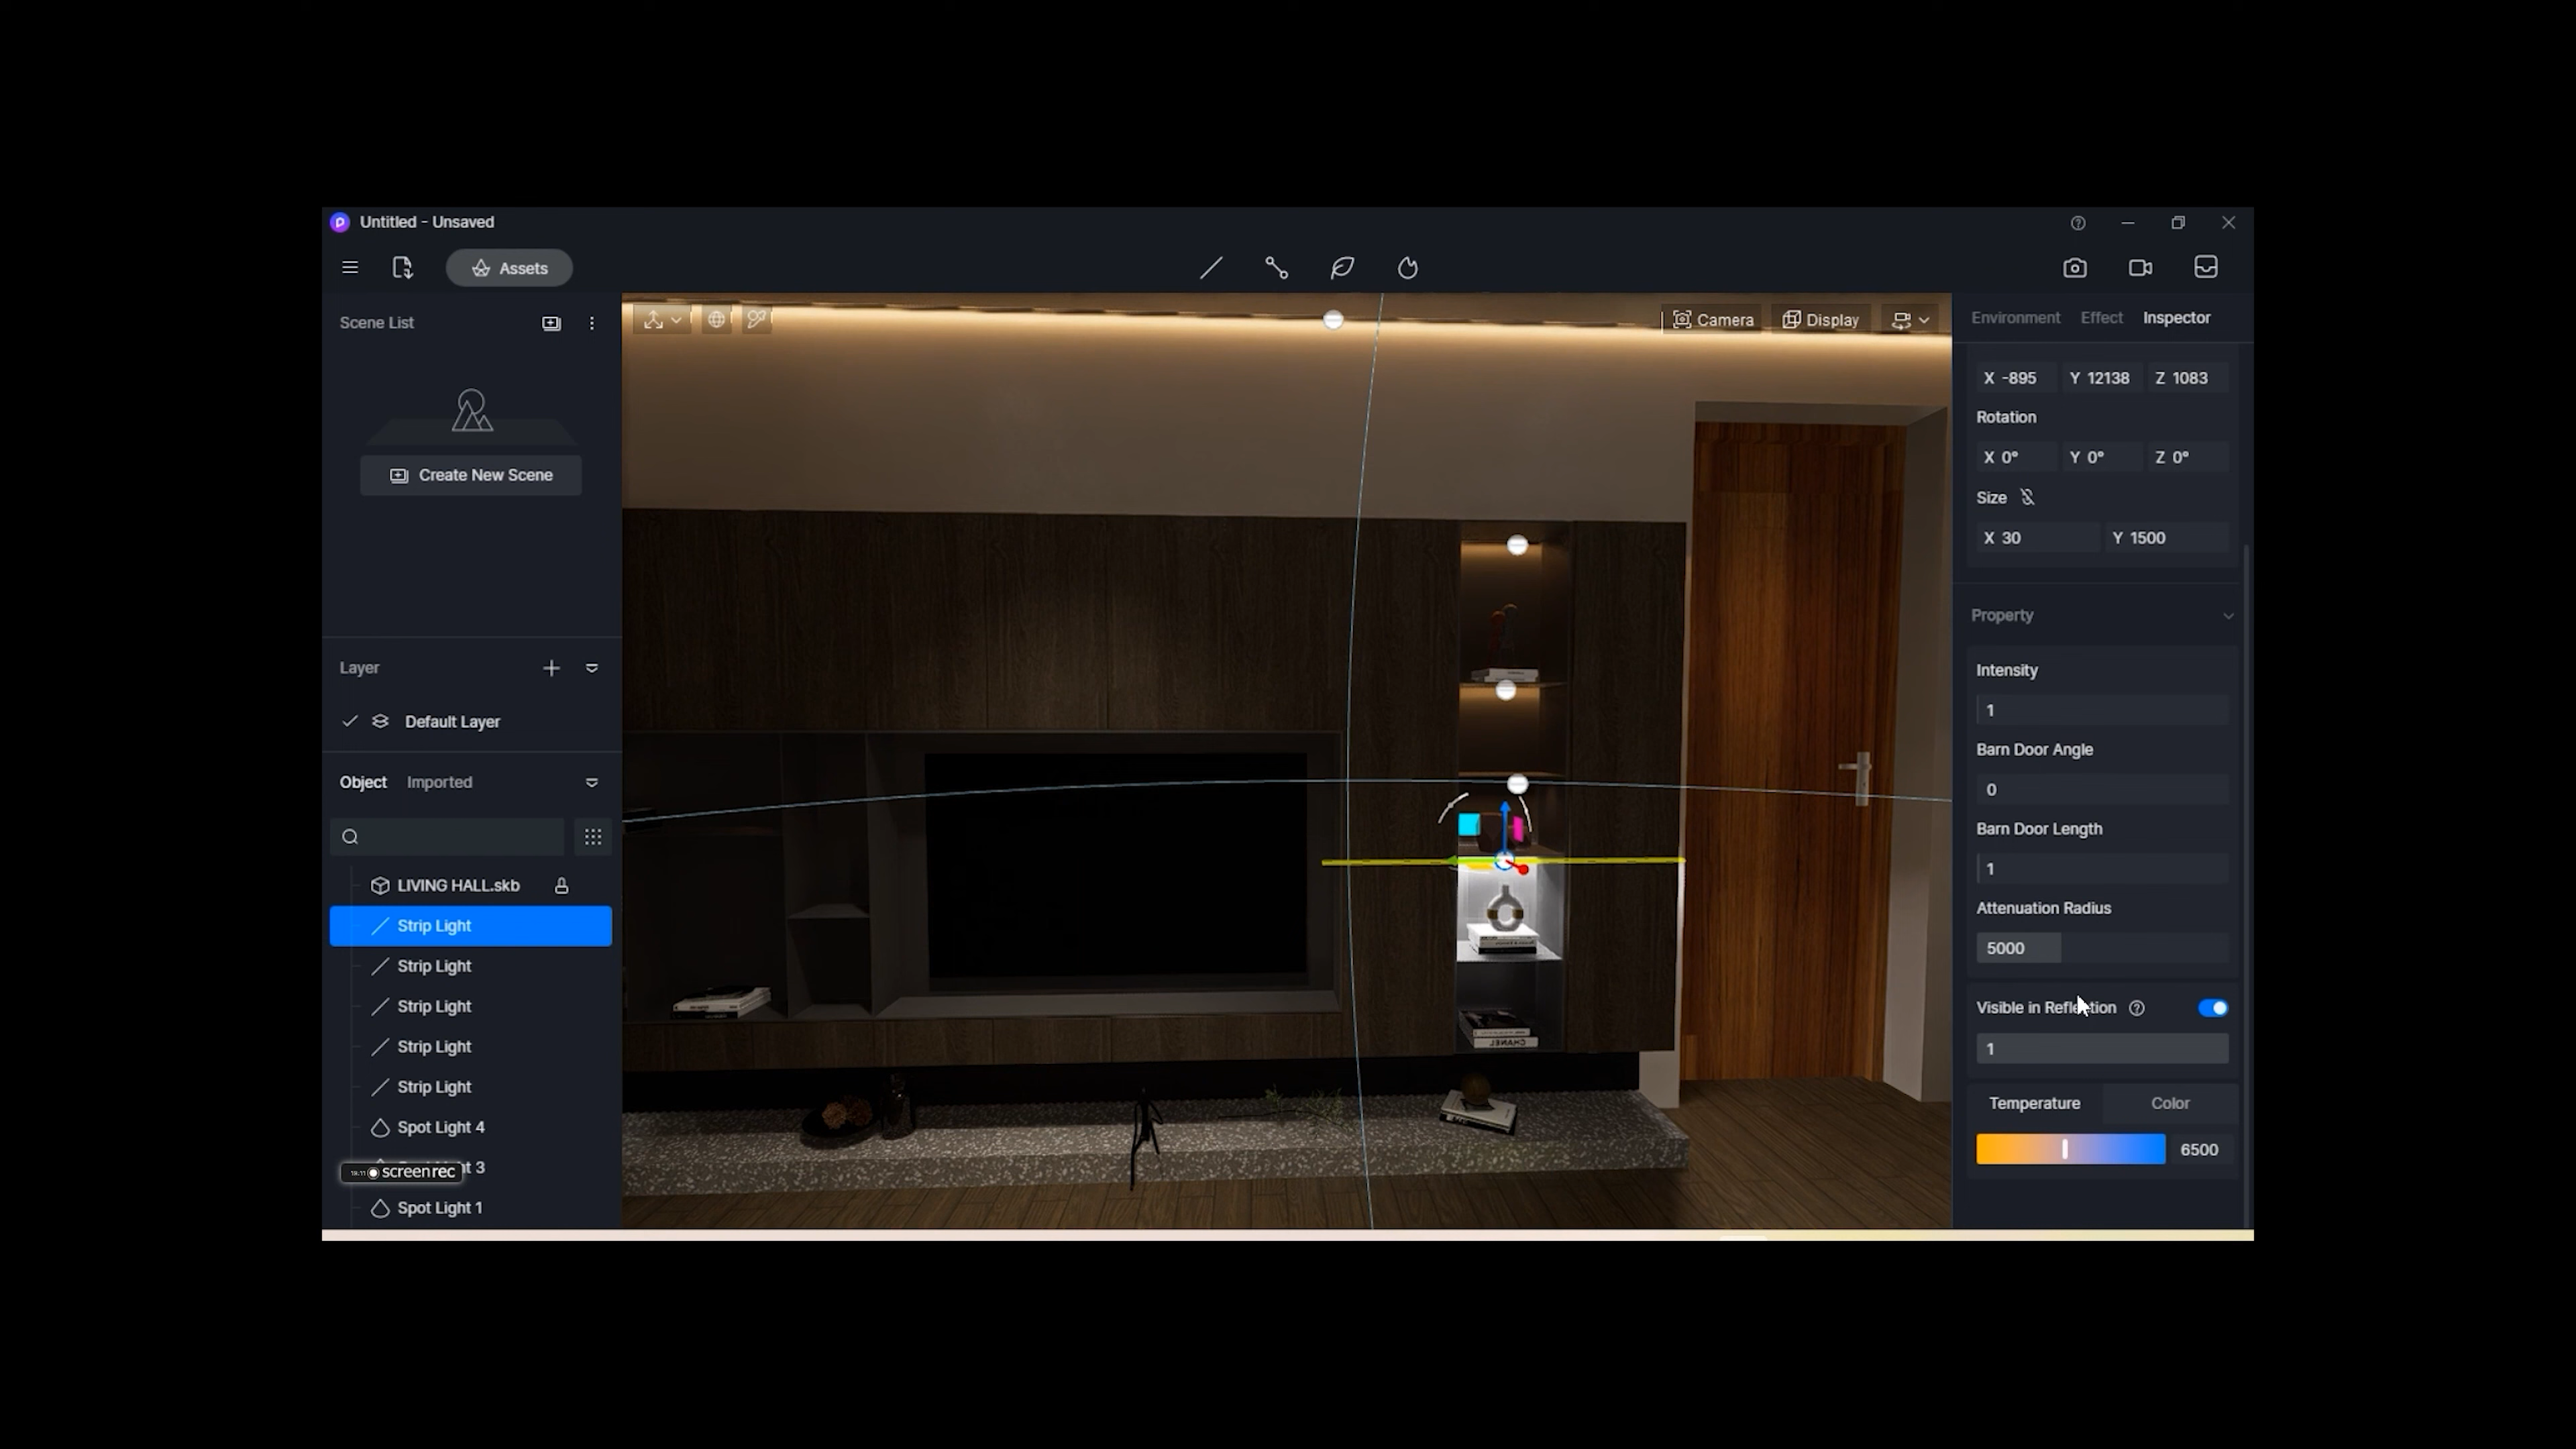 Untitled - Unsaved
Assets
Scene List
Create New Scene
Layer
Default Layer
Object Imported
LIVING HALL.skb
Strip Light
Strip Light
Strip Light
Strip Light
Strip Light
Spot Light 4
ht 3
screenrec
Spot Light 1
Camera Display
CHANEL
Environment Effect Inspector
X -895 Y 12138 Z 1083
Rotation
X 0° Y 0° Z 0°
Size
X 30 Y 1500
Property
Intensity
1
Barn Door Angle
0
Barn Door Length
1
Attenuation Radius
5000
Visible in Reflection
1
Temperature Color
6500